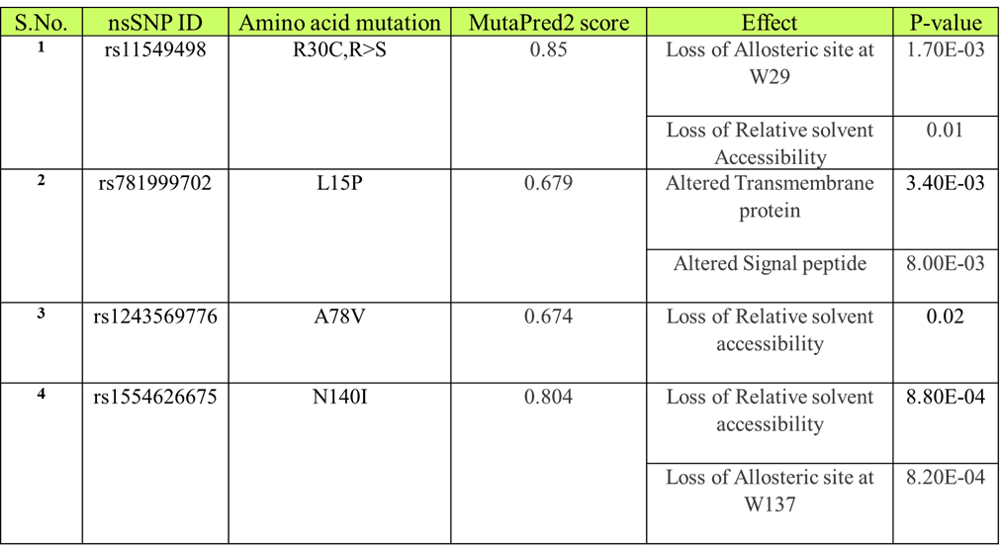 S.No. nsSNP ID Amino acid mutation MutaPred2 score Effect P-value
1 rs11549498 R30C,R>S 0.85 Loss of Allosteric site at 1.70E-03
W29
Loss of Relative solvent 0.01
Accessibility
2 rs781999702 L15P 0.679 Altered Transmembrane 3.40E-03
protein
Altered Signal peptide 8.00E-03
3 rs1243569776 A78V 0.674 Loss of Relative solvent 0.02
accessibility
4 rs1554626675 N140I 0.804 Loss of Relative solvent 8.80E-04
accessibility
Loss of Allosteric site at 8.20E-04
W137